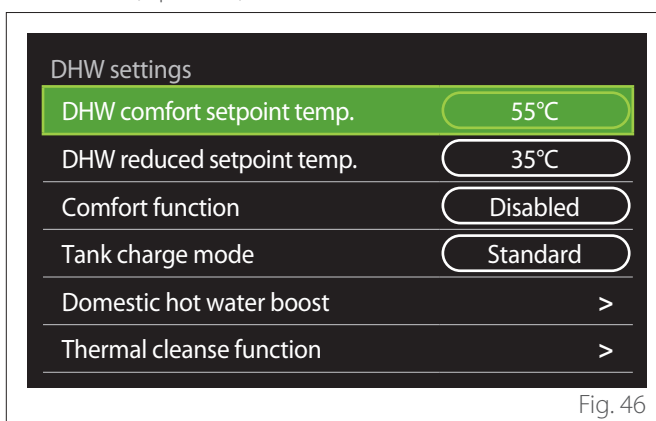 DHW settings
DHW comfort setpoint temp. 55°C
DHW reduced setpoint temp. 35°C
Comfort function Disabled
Tank charge mode Standard
Domestic hot water boost >
Thermal cleanse function >
Fig. 46